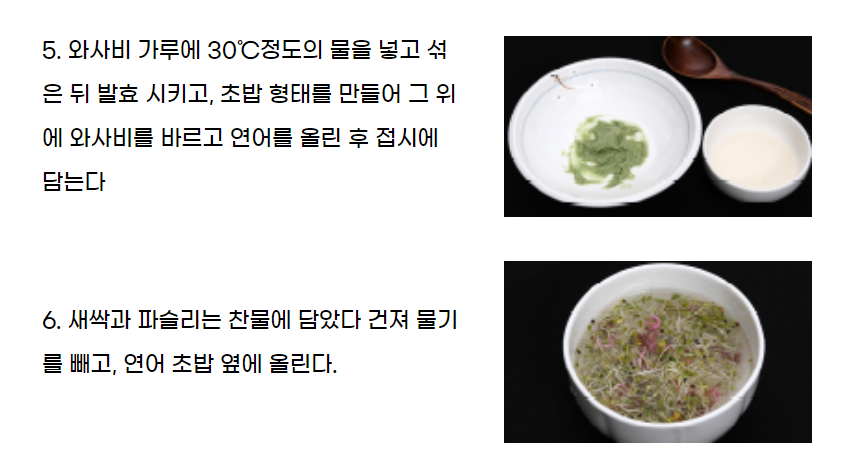 5. 와사비 가루에 30℃정도의 물을 넣고 섞
은 뒤 발효 시키고, 초밥 형태를 만들어 그 위
에 와사비를 바르고 연어를 올린 후 접시에
담는다
6. 새싹과 파슬리는 찬물에 담았다 건져 물기
를 빼고, 연어 초밥 옆에 올린다.